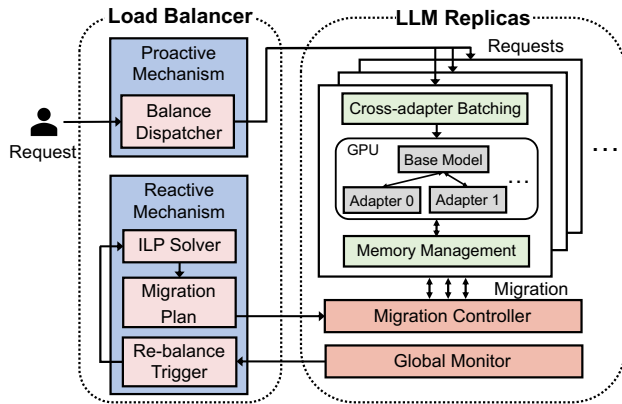 Load Balancer
LLM Replicas
Proactive
Mechanism
Requests
Balance
Dispatcher
Request
Cross-adapter Batching
GPU
Base Model
...
Adapter 0
Adapter 1
...
Reactive
Mechanism
ILP Solver
Memory Management
Migration
Migration
Plan
Migration Controller
Re-balance
Trigger
Global Monitor